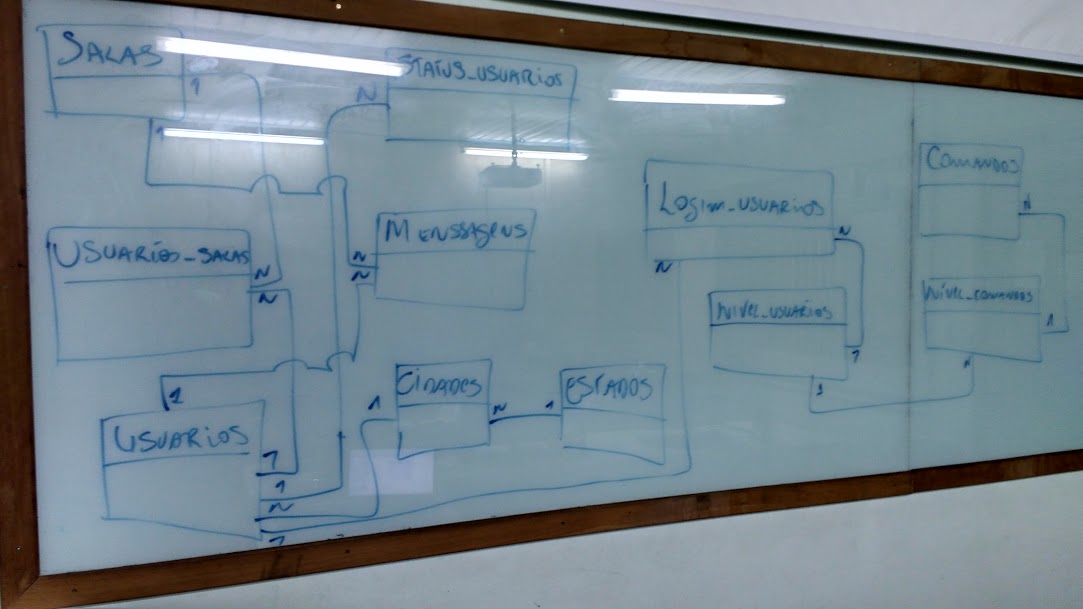 SALAS
1
1
STATUS_USUARIOS
N
USUARIOS_SALAS
N
N
MENSSAGENS
N
N
LOGIM_USUARIOS
N
N
COMANDOS
N
NIVEL_USUARIOS
1
1
NIVEL_COMANDOS
1
N
USUARIOS
1
1
1
N
1
CIDADES
1
N
ESTADOS
1